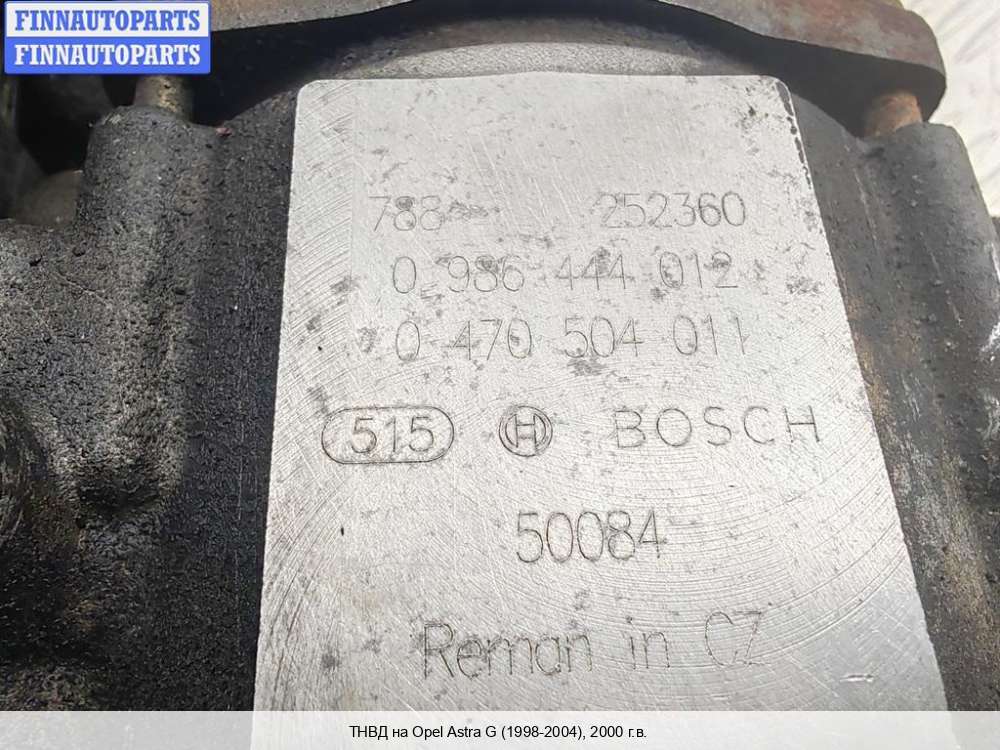 FINNAUTOPARTS
FINNAUTOPARTS
788 252360
0 986 444 012
0 470 504 011
515 H BOSCH
50084
Reman in CZ
ТНВД на Opel Astra G (1998-2004), 2000 г.в.